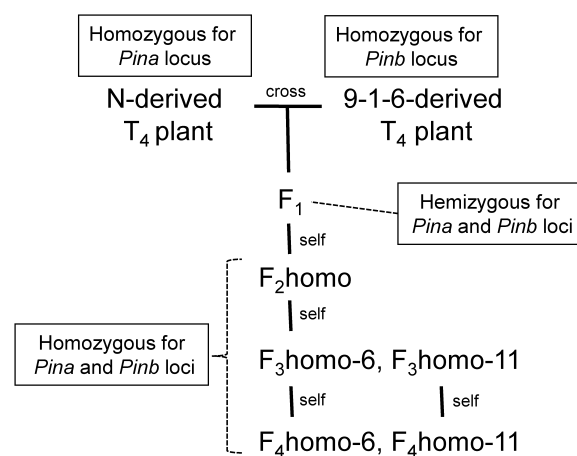 Homozygous for
Pina locus
Homozygous for
Pinb locus
N-derived
T₄ plant
cross
9-1-6-derived
T₄ plant
F₁
Hemizygous for
Pina and Pinb loci
self
F₂homo
self
Homozygous for
Pina and Pinb loci
F₃homo-6, F₃homo-11
self
self
F₄homo-6, F₄homo-11